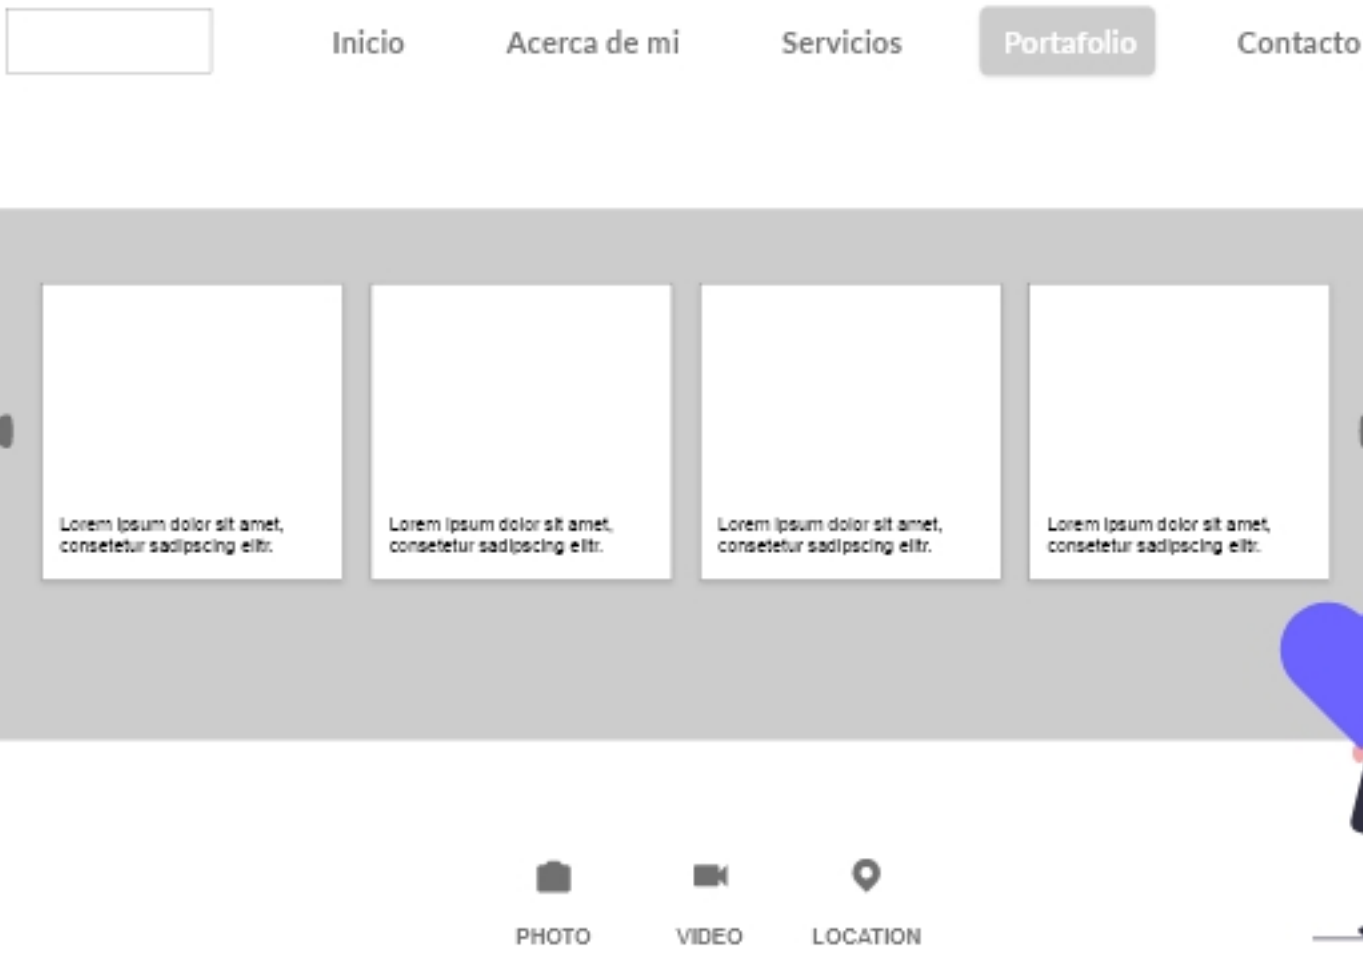 Inicio Acerca de mi Servicios Portafolio Contacto
Lorem ipsum dolor sit amet,
consetetur sadipscing elitr.
Lorem ipsum dolor sit amet,
consetetur sadipscing elitr.
Lorem ipsum dolor sit amet,
consetetur sadipscing elitr.
Lorem ipsum dolor sit amet,
consetetur sadipscing elitr.
PHOTO VIDEO LOCATION